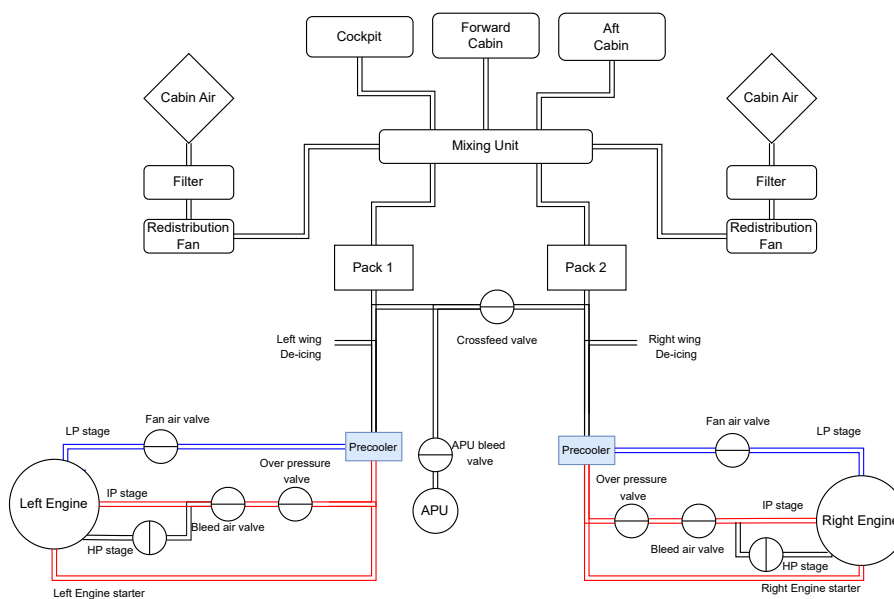 Cockpit
Forward
Cabin
Aft
Cabin
Cabin Air
Cabin Air
Mixing Unit
Filter
Filter
Redistribution
Fan
Redistribution
Fan
Pack 1
Pack 2
Left wing
De-icing
Crossfeed valve
Right wing
De-icing
LP stage
Fan air valve
Precooler
APU bleed
valve
Precooler
Fan air valve
LP stage
Over pressure
valve
Over pressure
valve
Left Engine
IP stage
Bleed air valve
HP stage
APU
IP stage
Bleed air valve
HP stage
Right Engine
Left Engine starter
Right Engine starter